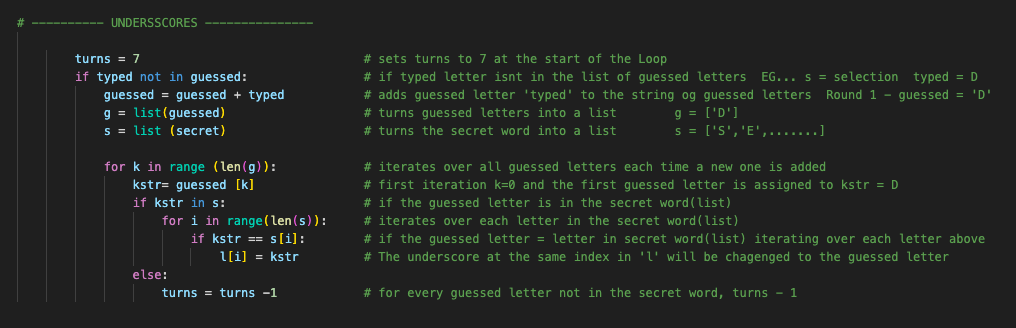 # ---------- UNDERSSCORES ---------------
turns = 7 # sets turns to 7 at the start of the Loop
if typed not in guessed: # if typed letter isnt in the list of guessed letters  EG... s = selection  typed = D
guessed = guessed + typed # adds guessed letter 'typed' to the string og guessed letters  Round 1 - guessed = 'D'
g = list(guessed) # turns guessed letters into a list        g = ['D']
s = list (secret) # turns the secret word into a list        s = ['S','E',.......]
for k in range (len(g)): # iterates over all guessed letters each time a new one is added
kstr= guessed [k] # first iteration k=0 and the first guessed letter is assigned to kstr = D
if kstr in s: # if the guessed letter is in the secret word(list)
for i in range(len(s)): # iterates over each letter in the secret word(list)
if kstr == s[i]: # if the guessed letter = letter in secret word(list) iterating over each letter above
l[i] = kstr # The underscore at the same index in 'l' will be chagenged to the guessed letter
else:
turns = turns -1 # for every guessed letter not in the secret word, turns - 1